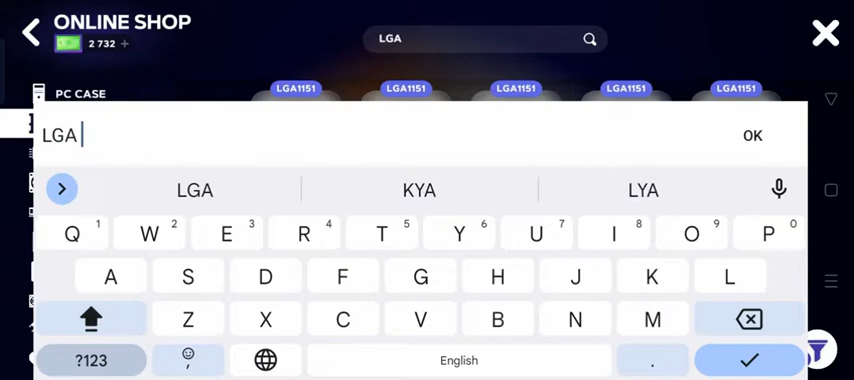 ONLINE SHOP
2 732 +
LGA
PC CASE
LGA1151 LGA1151 LGA1151 LGA1151 LGA1151
LGA
OK
LGA KYA LYA
Q 1 W 2 E 3 R 4 T 5 Y 6 U 7 I 8 O 9 P 0
A S D F G H J K L
Z X C V B N M
?123 , English .